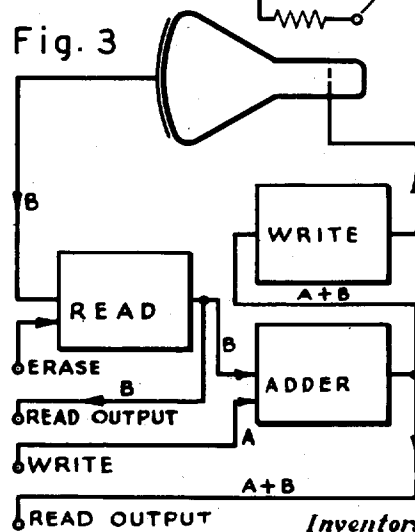 Fig. 3
B
WRITE
A+B
READ
B
ADDER
ERASE
B
READ OUTPUT
A
WRITE
A+B
READ OUTPUT
Inventor